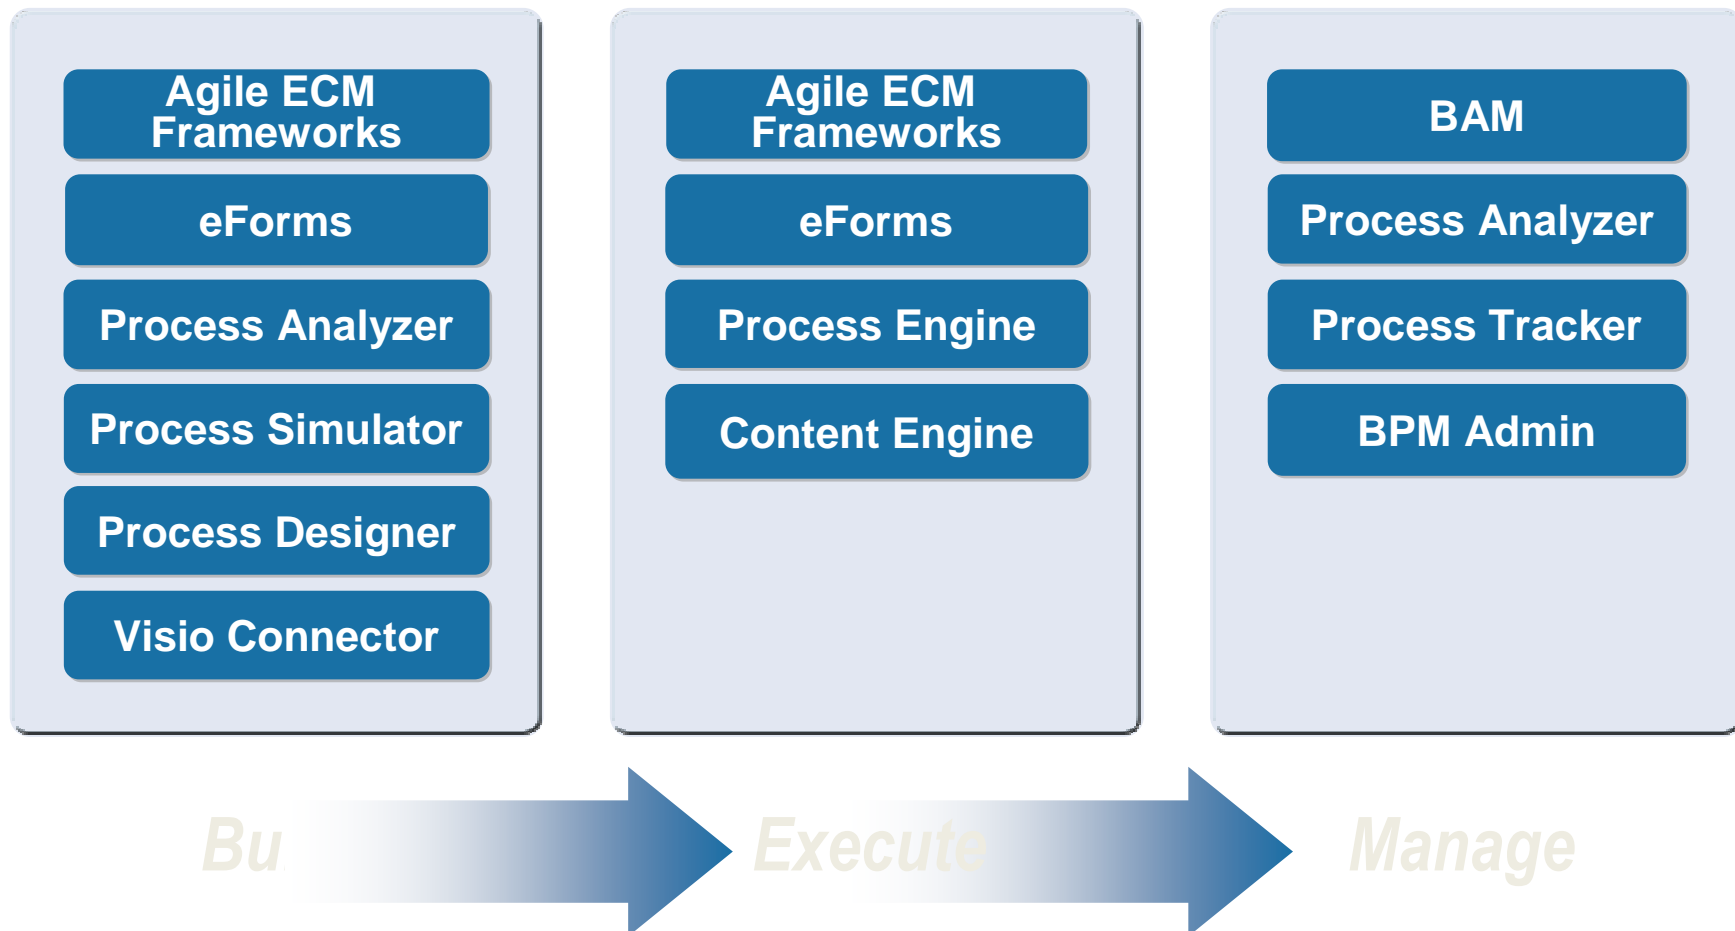 Agile ECM
Frameworks
eForms
Process Analyzer
Process Simulator
Process Designer
Visio Connector
Agile ECM
Frameworks
eForms
Process Engine
Content Engine
BAM
Process Analyzer
Process Tracker
BPM Admin
Execute
Manage